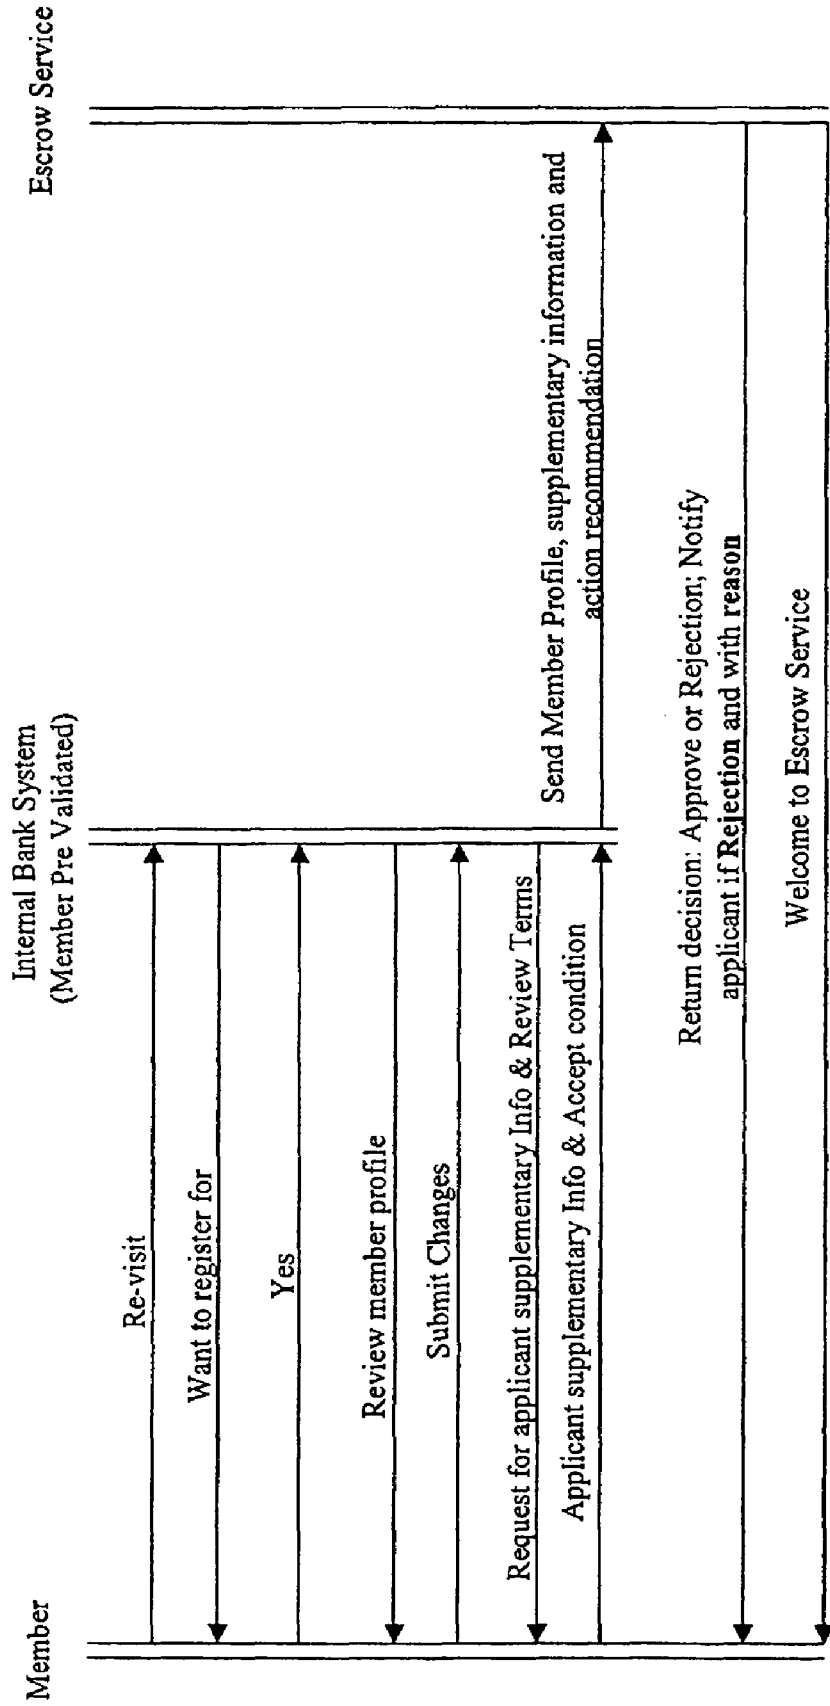 Member
Internal Bank System
(Member Pre Validated)
Escrow Service
Re-visit
Want to register for
Yes
Review member profile
Submit Changes
Request for applicant supplementary Info & Review Terms
Applicant supplementary Info & Accept condition
Send Member Profile, supplementary information and
action recommendation
Return decision: Approve or Rejection; Notify
applicant if Rejection and with reason
Welcome to Escrow Service